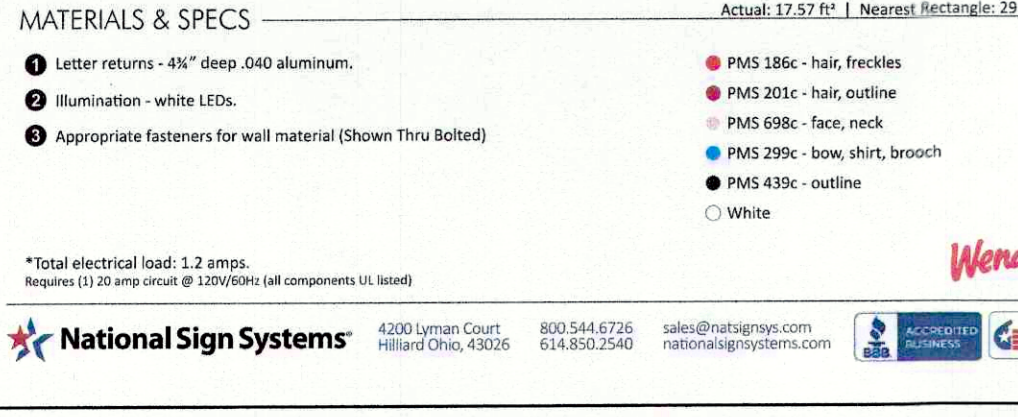 Actual: 17.57 ft² | Nearest Rectangle: 29
MATERIALS & SPECS
1 Letter returns - 4¾" deep .040 aluminum.
2 Illumination - white LEDs.
3 Appropriate fasteners for wall material (Shown Thru Bolted)
PMS 186c - hair, freckles
PMS 201c - hair, outline
PMS 698c - face, neck
PMS 299c - bow, shirt, brooch
PMS 439c - outline
White
*Total electrical load: 1.2 amps.
Requires (1) 20 amp circuit @ 120V/60Hz (all components UL listed)
National Sign Systems®
4200 Lyman Court
Hilliard Ohio, 43026
800.544.6726
614.850.2540
sales@natsignsys.com
nationalsignsystems.com
BBB
ACCREDITED
BUSINESS